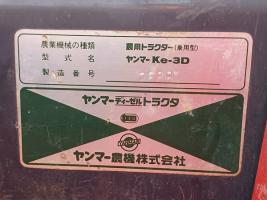 農業機械の種類 農用トラクター(乗用型)
型式名 ヤンマー Ke-3D
製造番号
ヤンマーディーゼルトラクタ
ヤンマー農機株式会社